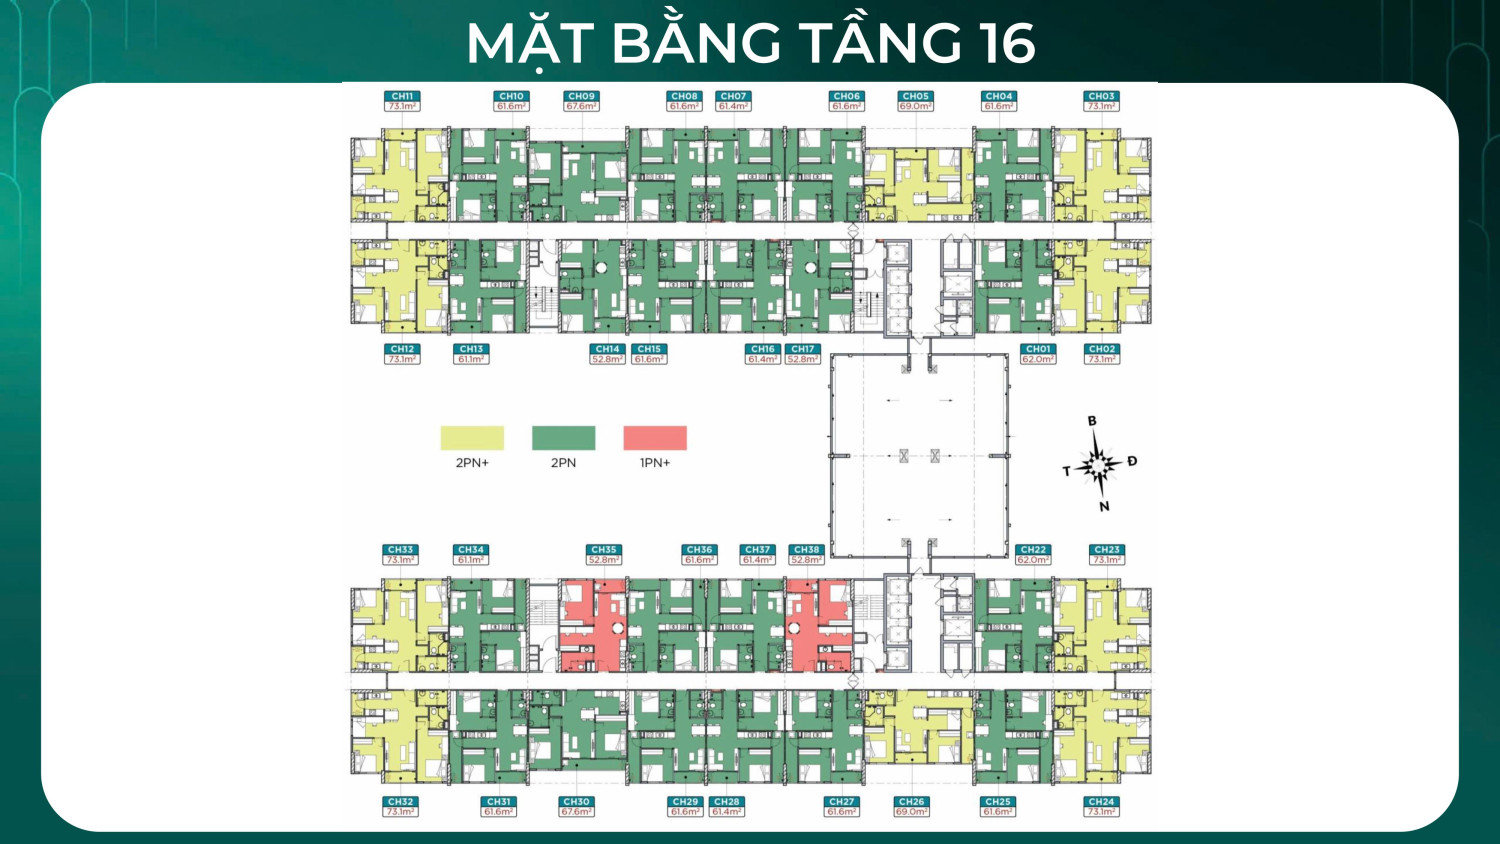 MẶT BẰNG TẦNG 16
CH11
73.1m²
CH10
61.6m²
CH09
67.6m²
CH08
61.6m²
CH07
61.4m²
CH06
61.6m²
CH05
69.0m²
CH04
61.6m²
CH03
73.1m²
CH12
73.1m²
CH13
61.1m²
CH14
52.8m²
CH15
61.6m²
CH16
61.4m²
CH17
52.8m²
CH01
62.0m²
CH02
73.1m²
2PN+
2PN
1PN+
B
T
Đ
N
CH33
73.1m²
CH34
61.1m²
CH35
52.8m²
CH36
61.6m²
CH37
61.4m²
CH38
52.8m²
CH22
62.0m²
CH23
73.1m²
CH32
73.1m²
CH31
61.6m²
CH30
67.6m²
CH29
61.6m²
CH28
61.4m²
CH27
61.6m²
CH26
69.0m²
CH25
61.6m²
CH24
73.1m²